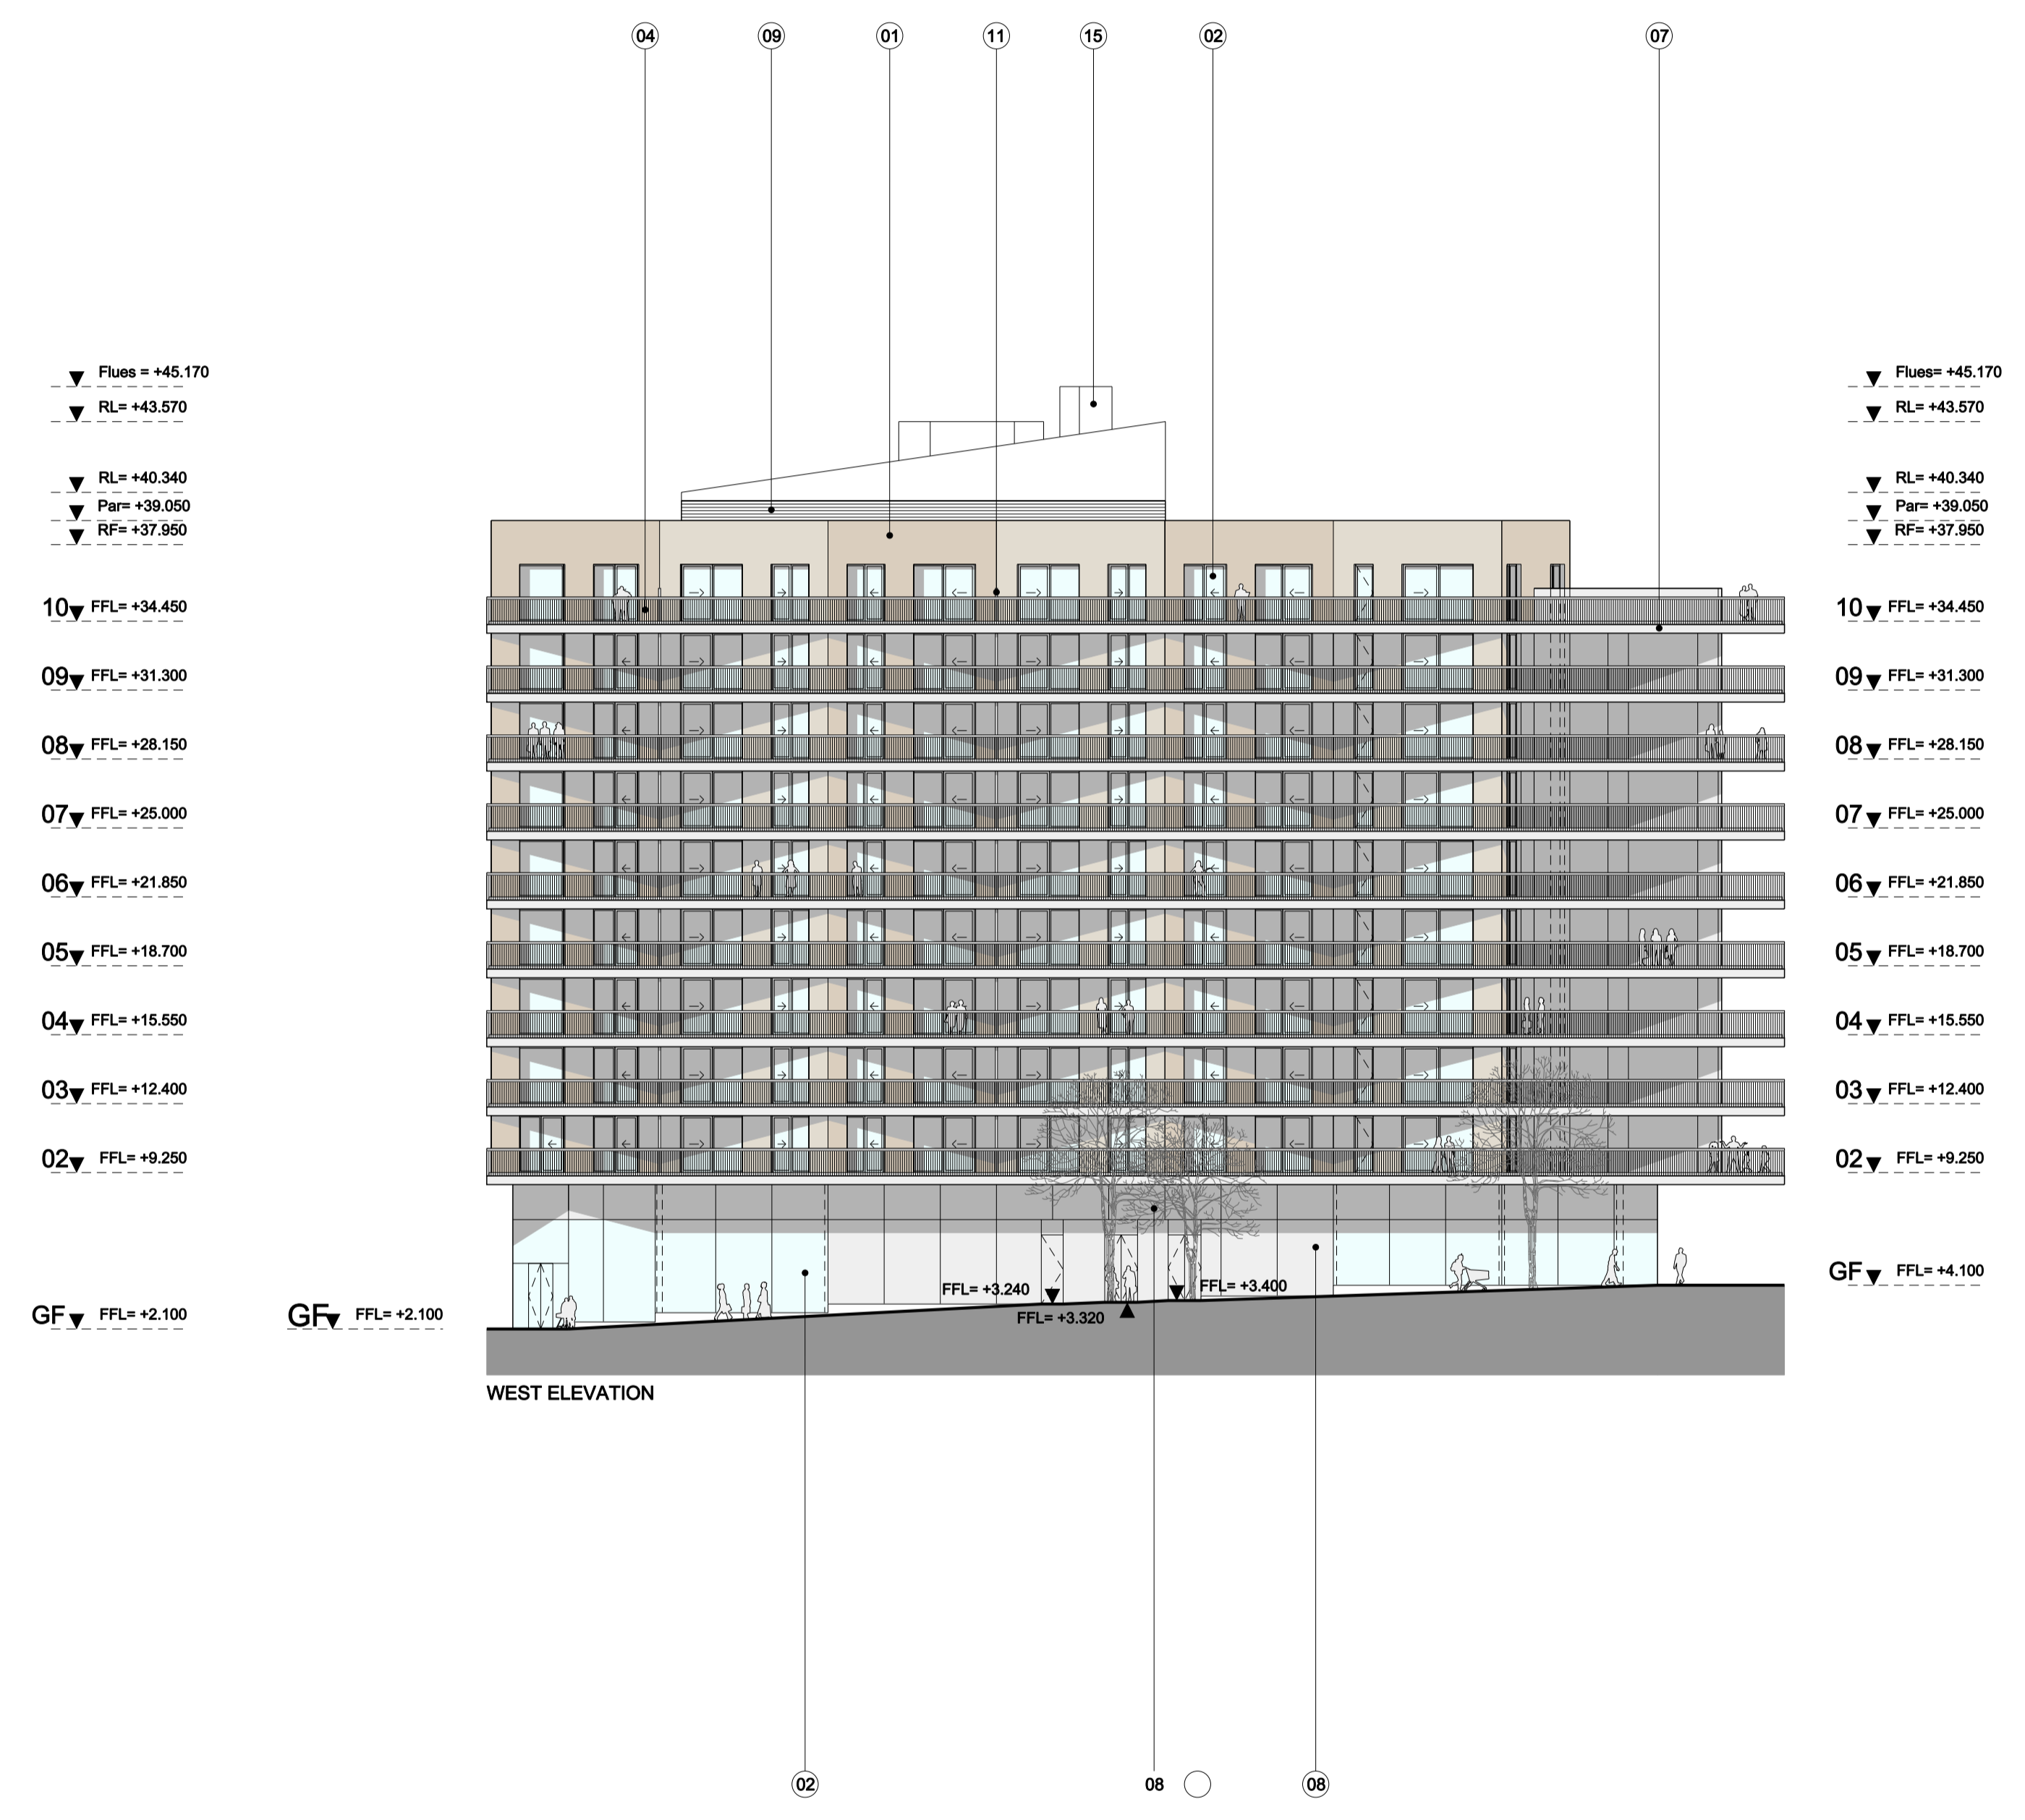 04 09 01 11 15 02 07
Flues = +45.170 Flues= +45.170
RL= +43.570 RL= +43.570
RL= +40.340 RL= +40.340
Par= +39.050 Par= +39.050
RF= +37.950 RF= +37.950
10 FFL= +34.450 10 FFL= +34.450
09 FFL= +31.300 09 FFL= +31.300
08 FFL= +28.150 08 FFL= +28.150
07 FFL= +25.000 07 FFL= +25.000
06 FFL= +21.850 06 FFL= +21.850
05 FFL= +18.700 05 FFL= +18.700
04 FFL= +15.550 04 FFL= +15.550
03 FFL= +12.400 03 FFL= +12.400
02 FFL= +9.250 02 FFL= +9.250
GF FFL= +4.100
FFL= +3.240 FFL= +3.400
GF FFL= +2.100 GF FFL= +2.100 FFL= +3.320
WEST ELEVATION
02 08 08